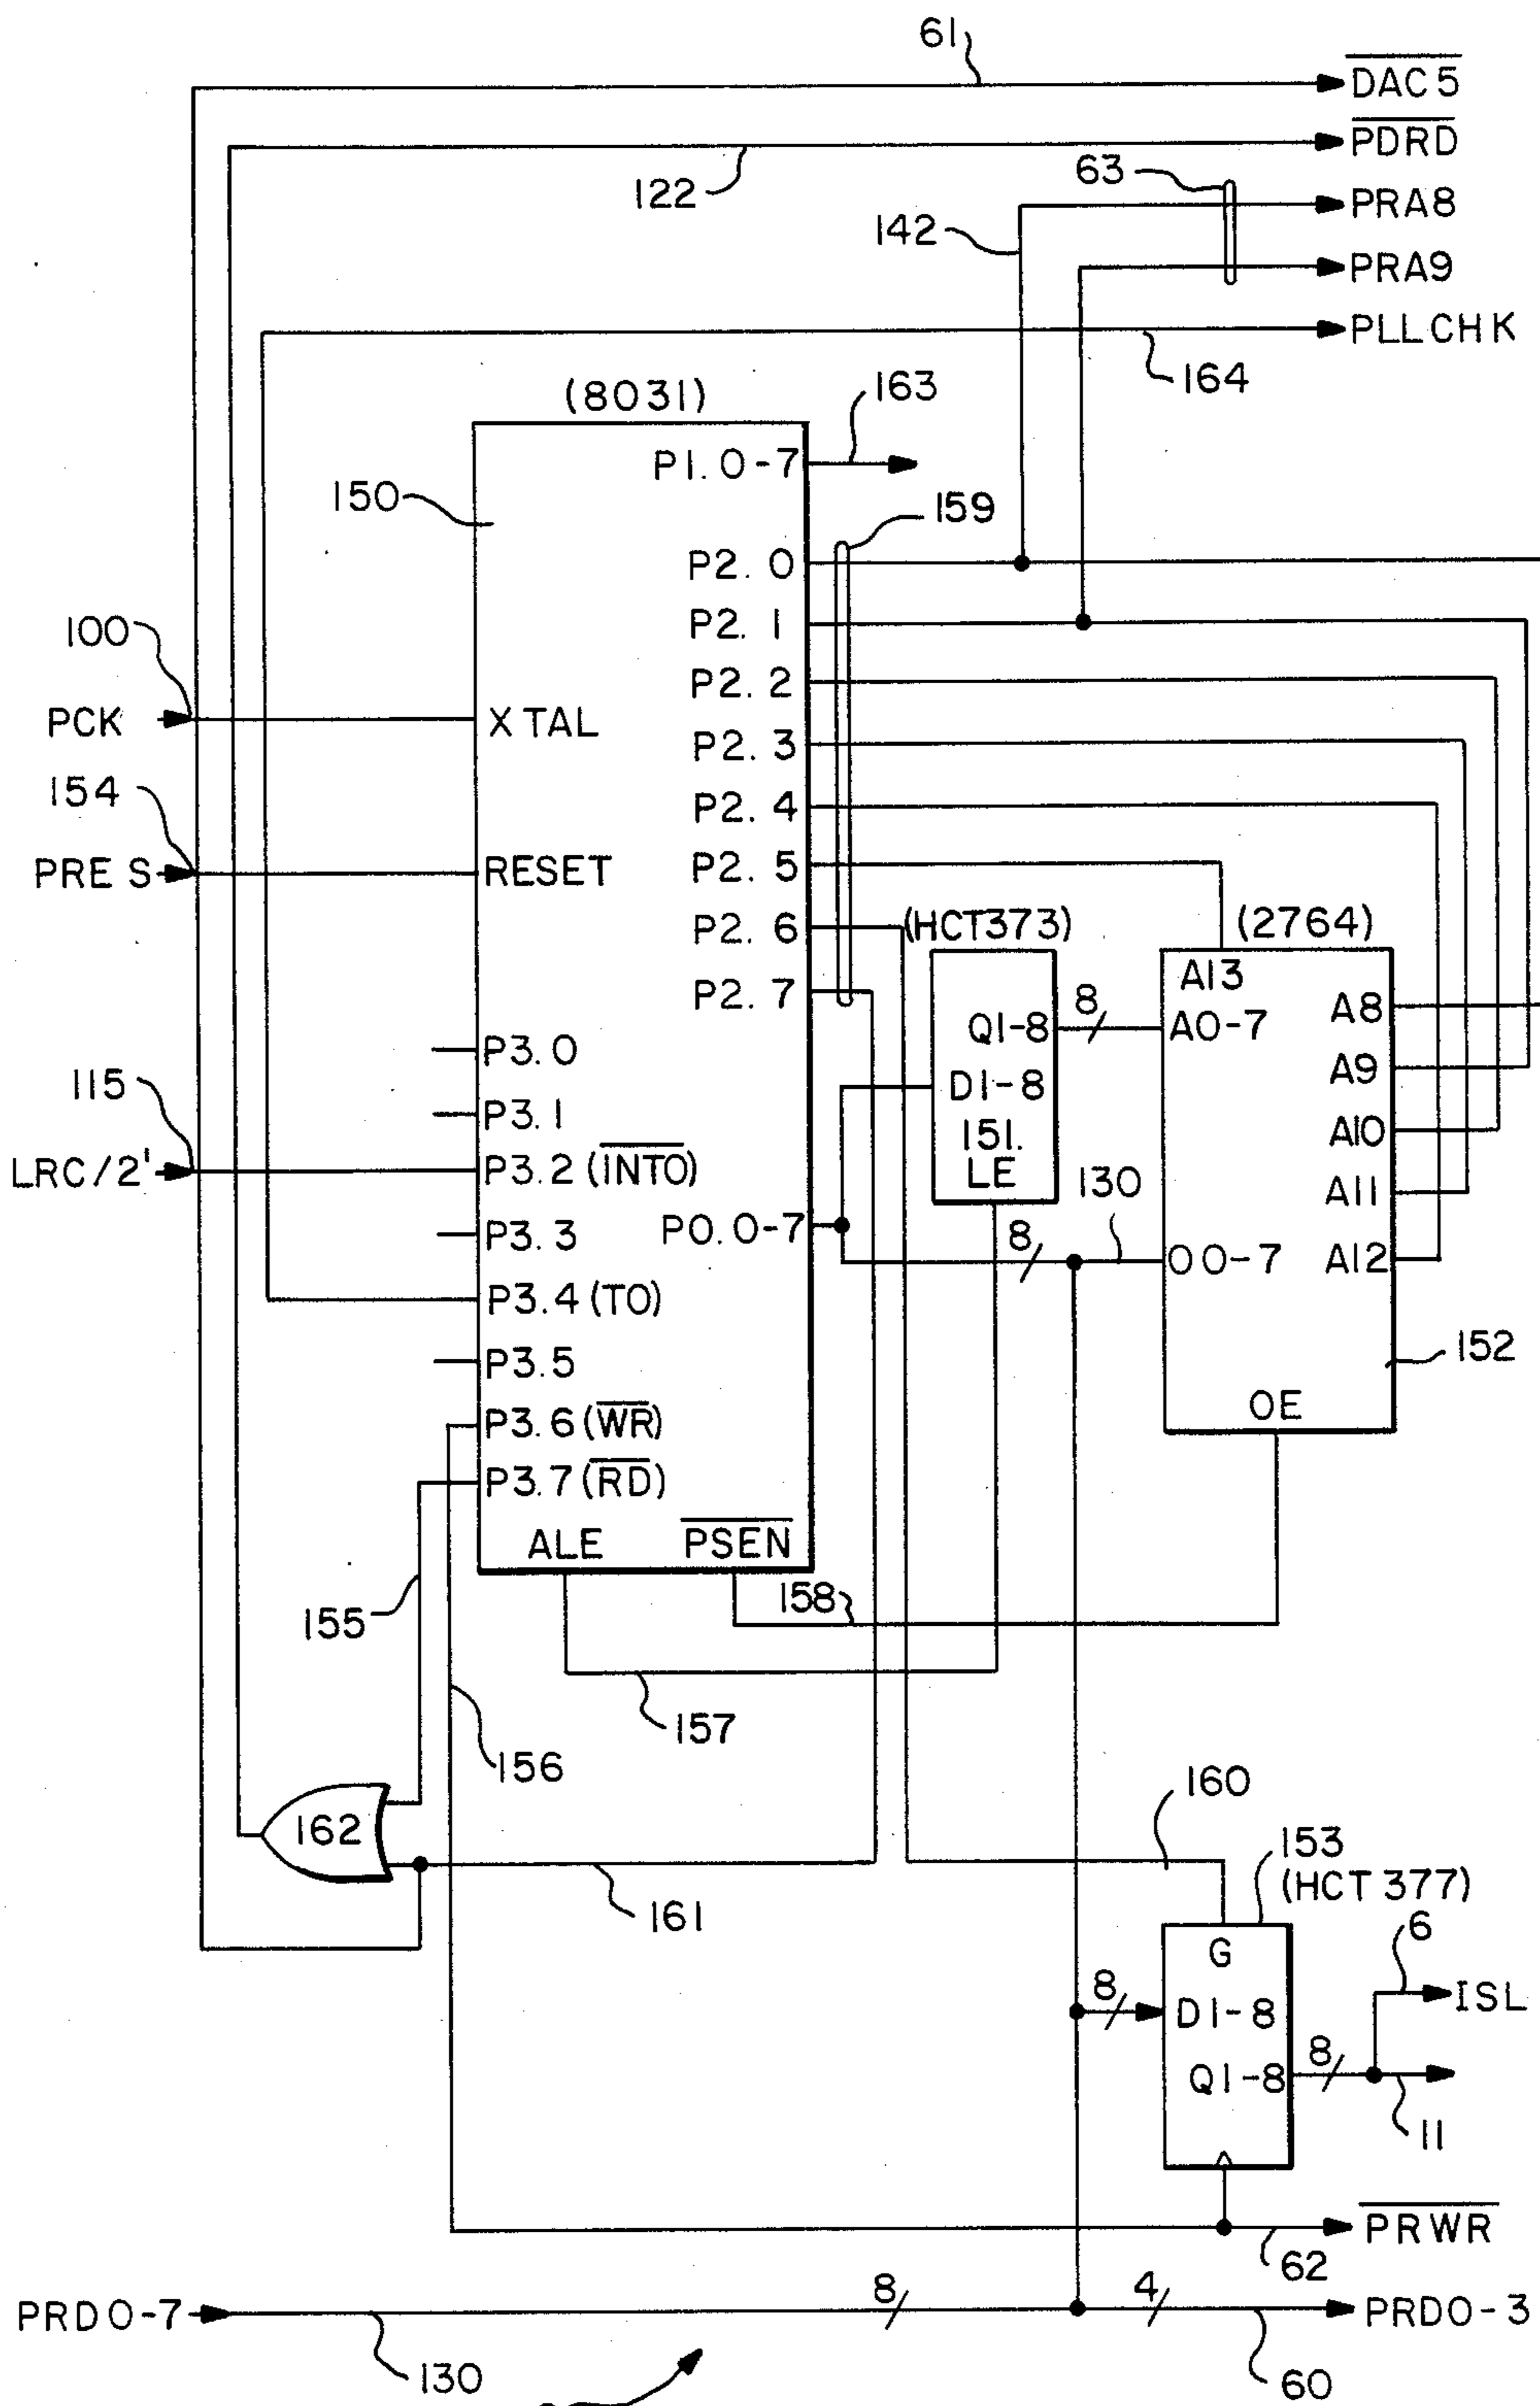 61
DAC5
PDRD
122
63
PRA8
142
PRA9
PLLCHK
164
(8031)
163
P1.0-7
150
159
P2.0
P2.1
100
P2.2
PCK
XTAL
P2.3
154
P2.4
PRES
RESET
P2.5
P2.6
(HCT373)
(2764)
P2.7
A13
8
A8
Q1-8
A0-7
P3.0
A9
115
D1-8
P3.1
151.
A10
LRC/2'
P3.2 (INTO)
LE
130
A11
P3.3
P0.0-7
8
O0-7
A12
P3.4 (TO)
152
P3.5
OE
P3.6 (WR)
P3.7 (RD)
ALE
PSEN
158
155
157
156
160
162
153
(HCT377)
161
6
G
8
ISL
D1-8
8
Q1-8
11
PRWR
62
8
4
PRDO-7
PRDO-3
130
60